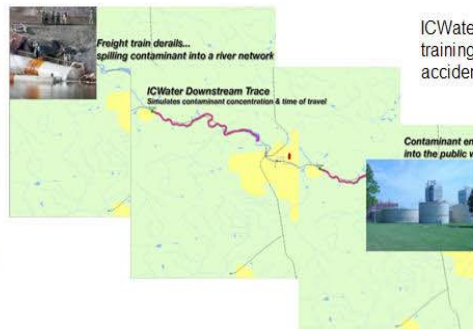 Freight train derails...
spilling contaminant into a river network
ICWater Downstream Trace
Simulates contaminant concentration & time of travel
ICWate
training
accider
Contaminant en
into the public w